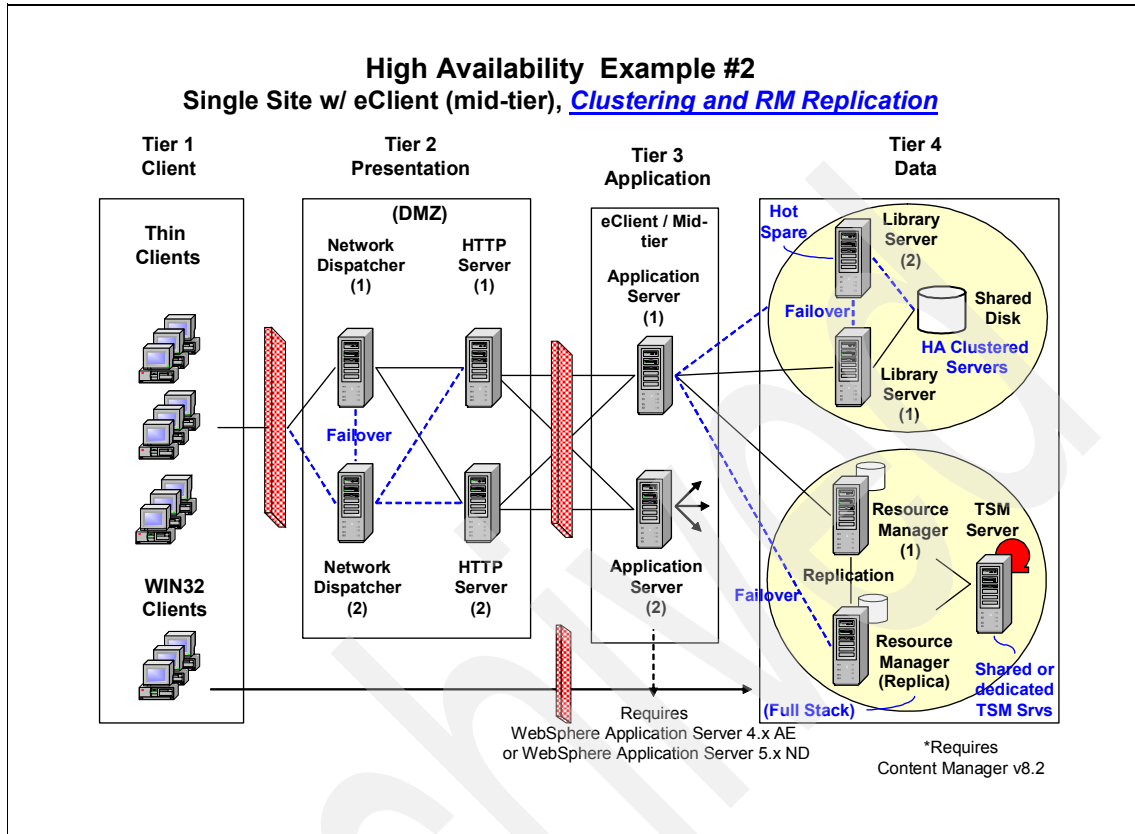 High Availability Example #2
Single Site w/ eClient (mid-tier), Clustering and RM Replication
Tier 1
Client
Tier 2
Presentation
Tier 3
Application
Tier 4
Data
Thin
Clients
WIN32
Clients
(DMZ)
Network
Dispatcher
(1)
HTTP
Server
(1)
Failover
Network
Dispatcher
(2)
HTTP
Server
(2)
eClient / Mid-
tier
Application
Server
(1)
Application
Server
(2)
Requires
WebSphere Application Server 4.x AE
or WebSphere Application Server 5.x ND
Hot
Spare
Library
Server
(2)
Failover
Shared
Disk
HA Clustered
Servers
Library
Server
(1)
Resource
Manager
(1)
TSM
Server
Replication
Failover
Resource
Manager
(Replica)
(Full Stack)
Shared or
dedicated
TSM Srvs
*Requires
Content Manager v8.2